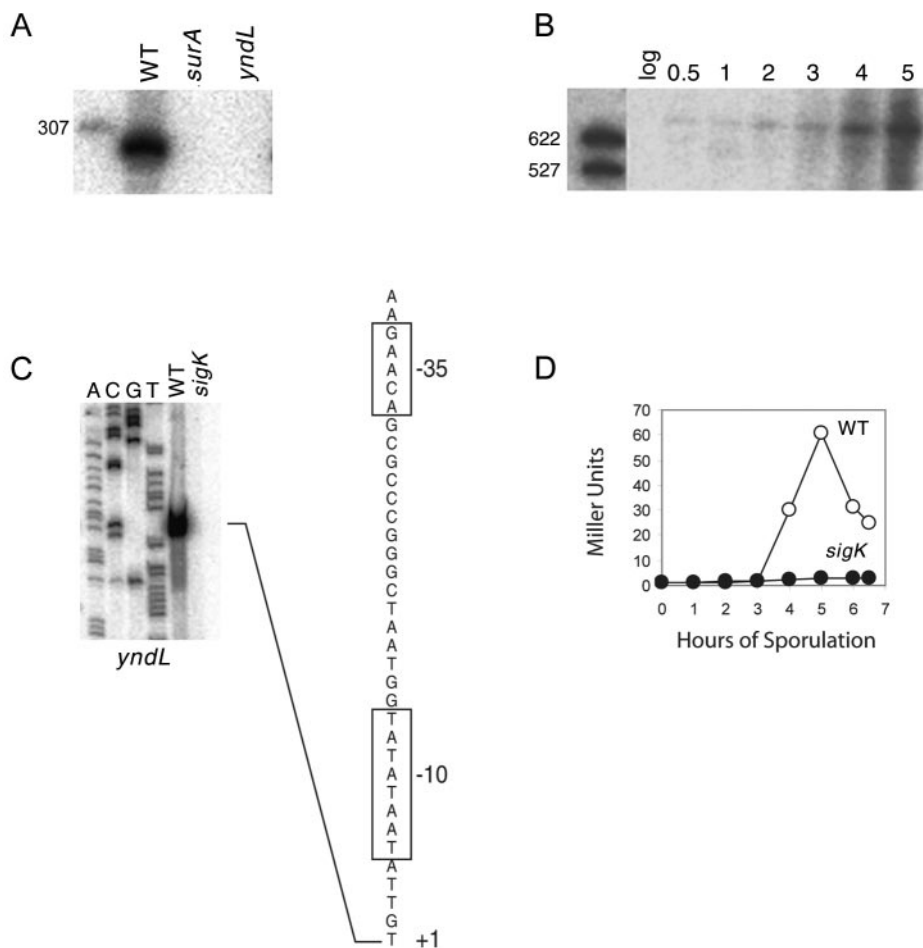 A
WT
surA
yndL
307
B
log 0.5 1 2 3 4 5
622
527
C
A C G T WT sigK
yndL
A
A
G
A
A
C
A
G
C
G
C
C
C
G
G
G
C
T
A
A
T
G
G
T
A
T
A
T
A
A
T
A
T
T
G
T
-35
-10
+1
D
Miller Units
70
60
50
40
30
20
10
0
WT
sigK
0 1 2 3 4 5 6 7
Hours of Sporulation